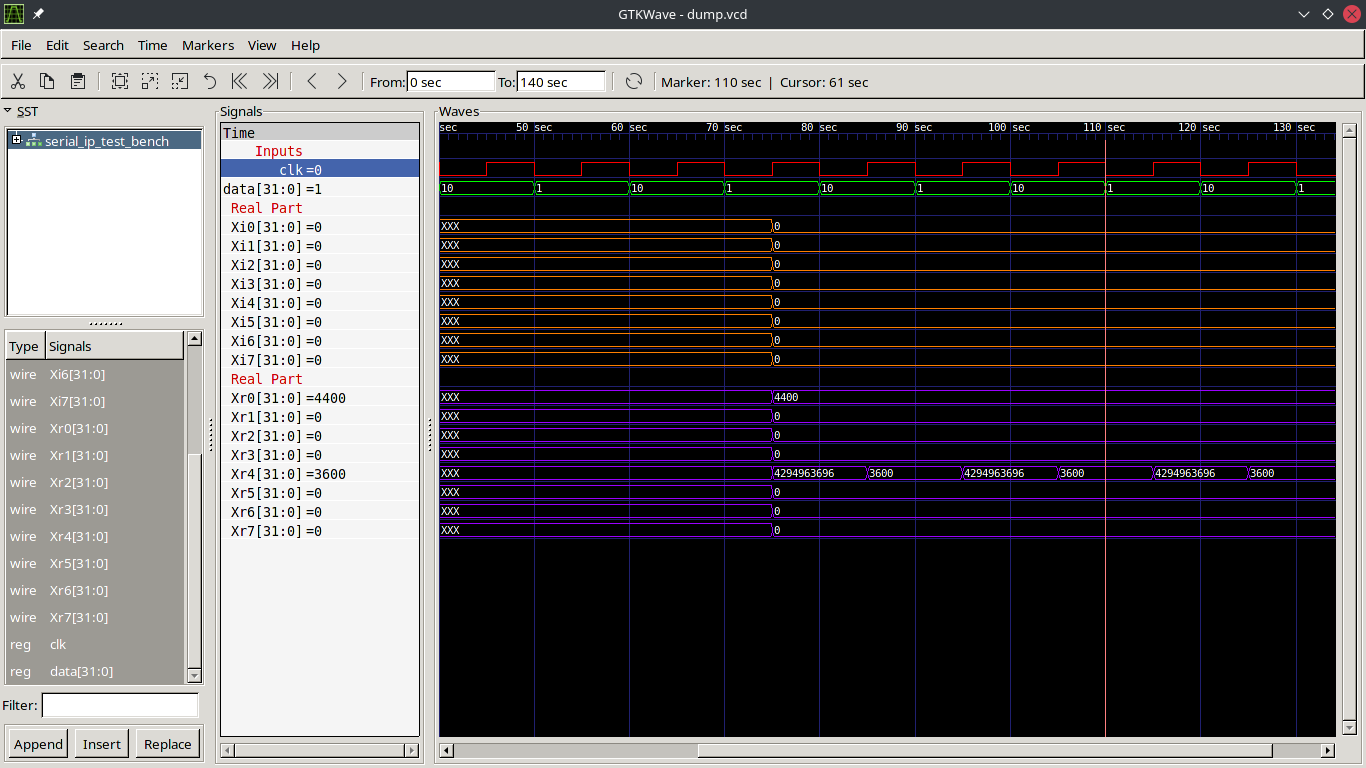 GTKWave - dump.vcd
File Edit Search Time Markers View Help
From: 0 sec To: 140 sec Marker: 110 sec | Cursor: 61 sec
SST
serial_ip_test_bench
Type Signals
wire Xi6[31:0]
wire Xi7[31:0]
wire Xr0[31:0]
wire Xr1[31:0]
wire Xr2[31:0]
wire Xr3[31:0]
wire Xr4[31:0]
wire Xr5[31:0]
wire Xr6[31:0]
wire Xr7[31:0]
reg clk
reg data[31:0]
Filter:
Append Insert Replace
Signals
Time
Inputs
clk=0
data[31:0]=1
Real Part
Xi0[31:0]=0
Xi1[31:0]=0
Xi2[31:0]=0
Xi3[31:0]=0
Xi4[31:0]=0
Xi5[31:0]=0
Xi6[31:0]=0
Xi7[31:0]=0
Real Part
Xr0[31:0]=4400
Xr1[31:0]=0
Xr2[31:0]=0
Xr3[31:0]=0
Xr4[31:0]=3600
Xr5[31:0]=0
Xr6[31:0]=0
Xr7[31:0]=0
Waves
sec 50 sec 60 sec 70 sec 80 sec 90 sec 100 sec 110 sec 120 sec 130 sec
10 1 10 1 10 1 10 1 10 1
XXX 0
XXX 0
XXX 0
XXX 0
XXX 0
XXX 0
XXX 0
XXX 0
XXX 4400
XXX 0
XXX 0
XXX 0
XXX 4294963696 3600 4294963696 3600 4294963696 3600
XXX 0
XXX 0
XXX 0